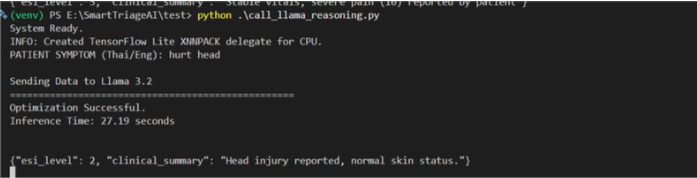 {"esi_level": 3, "clinical_summary": "Stable vitals, severe pain (10) reported by patient"}
(venv) PS E:\SmartTriageAI\test> python .\call_llama_reasoning.py
System Ready.
INFO: Created TensorFlow Lite XNNPACK delegate for CPU.
PATIENT SYMPTOM (Thai/Eng): hurt head
Sending Data to Llama 3.2
==================================================
Optimization Successful.
Inference Time: 27.19 seconds
{"esi_level": 2, "clinical_summary": "Head injury reported, normal skin status."}